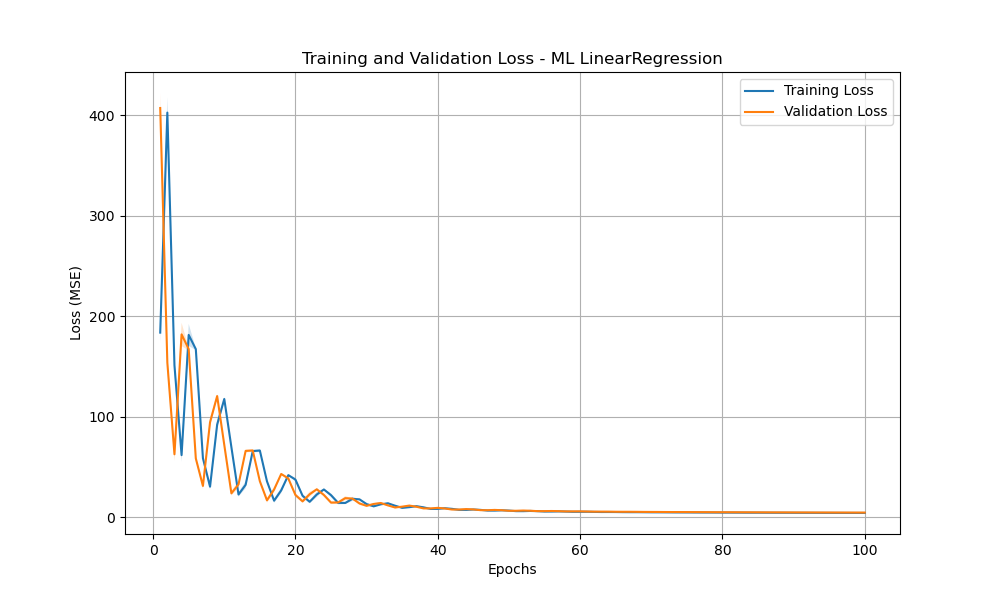 Training and Validation Loss - ML LinearRegression
Training Loss
Validation Loss
Loss (MSE)
400
300
200
100
0
0 20 40 60 80 100
Epochs